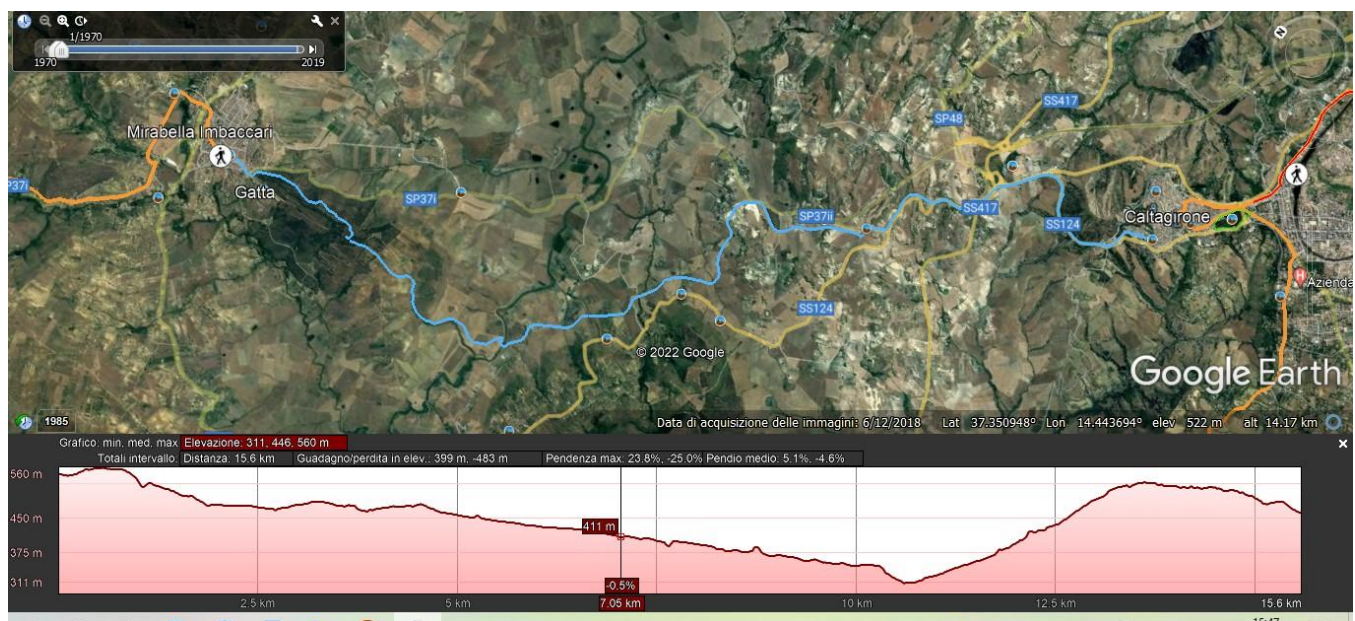 1/1970
1970
2019
N
Mirabella Imbaccari
Gatta
SP37i
SP37i
SP37ii
SS124
SS417
SP48
SS417
SS124
Caltagirone
H
Azienda
© 2022 Google
Google Earth
1985
Data di acquisizione delle immagini: 6/12/2018 Lat 37.350948° Lon 14.443694° elev 522 m alt 14.17 km
Grafico: min, med, max Elevazione: 311, 446, 560 m
Totali intervallo: Distanza: 15.6 km Guadagno/perdita in elev.: 399 m, -483 m Pendenza max: 23.8%, -25.0% Pendio medio: 5.1%, -4.6%
560 m
450 m
375 m
311 m
411 m
-0.5%
2.5 km 5 km 7.05 km 10 km 12.5 km 15.6 km